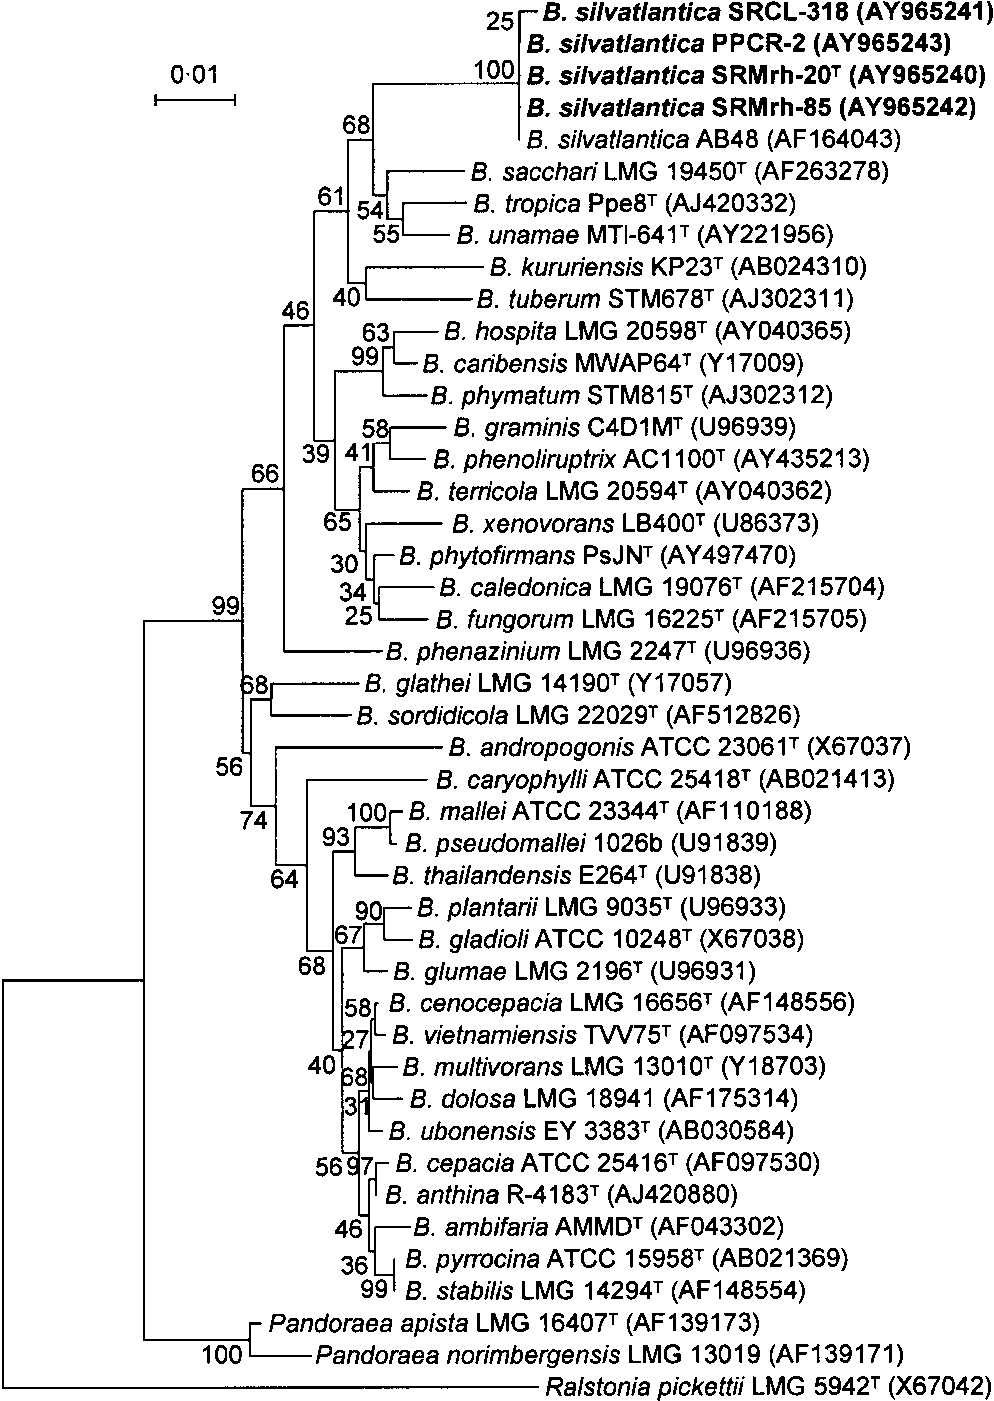 25 B. silvatlantica SRCL-318 (AY965241)
B. silvatlantica PPCR-2 (AY965243)
0·01 100 B. silvatlantica SRMrh-20ᵀ (AY965240)
B. silvatlantica SRMrh-85 (AY965242)
68 B. silvatlantica AB48 (AF164043)
B. sacchari LMG 19450ᵀ (AF263278)
61 54 B. tropica Ppe8ᵀ (AJ420332)
55 B. unamae MTI-641ᵀ (AY221956)
B. kururiensis KP23ᵀ (AB024310)
40 B. tuberum STM678ᵀ (AJ302311)
46 63 B. hospita LMG 20598ᵀ (AY040365)
99 B. caribensis MWAP64ᵀ (Y17009)
B. phymatum STM815ᵀ (AJ302312)
58 B. graminis C4D1Mᵀ (U96939)
39 41 B. phenoliruptrix AC1100ᵀ (AY435213)
66 B. terricola LMG 20594ᵀ (AY040362)
65 B. xenovorans LB400ᵀ (U86373)
30 B. phytofirmans PsJNᵀ (AY497470)
34 B. caledonica LMG 19076ᵀ (AF215704)
99 25 B. fungorum LMG 16225ᵀ (AF215705)
B. phenazinium LMG 2247ᵀ (U96936)
68 B. glathei LMG 14190ᵀ (Y17057)
B. sordidicola LMG 22029ᵀ (AF512826)
56 B. andropogonis ATCC 23061ᵀ (X67037)
B. caryophylli ATCC 25418ᵀ (AB021413)
74 100 B. mallei ATCC 23344ᵀ (AF110188)
93 B. pseudomallei 1026b (U91839)
64 B. thailandensis E264ᵀ (U91838)
90 B. plantarii LMG 9035ᵀ (U96933)
67 B. gladioli ATCC 10248ᵀ (X67038)
68 B. glumae LMG 2196ᵀ (U96931)
58 B. cenocepacia LMG 16656ᵀ (AF148556)
27 B. vietnamiensis TVV75ᵀ (AF097534)
40 68 B. multivorans LMG 13010ᵀ (Y18703)
31 B. dolosa LMG 18941 (AF175314)
B. ubonensis EY 3383ᵀ (AB030584)
56 97 B. cepacia ATCC 25416ᵀ (AF097530)
B. anthina R-4183ᵀ (AJ420880)
46 B. ambifaria AMMDᵀ (AF043302)
36 B. pyrrocina ATCC 15958ᵀ (AB021369)
99 B. stabilis LMG 14294ᵀ (AF148554)
Pandoraea apista LMG 16407ᵀ (AF139173)
100 Pandoraea norimbergensis LMG 13019 (AF139171)
Ralstonia pickettii LMG 5942ᵀ (X67042)